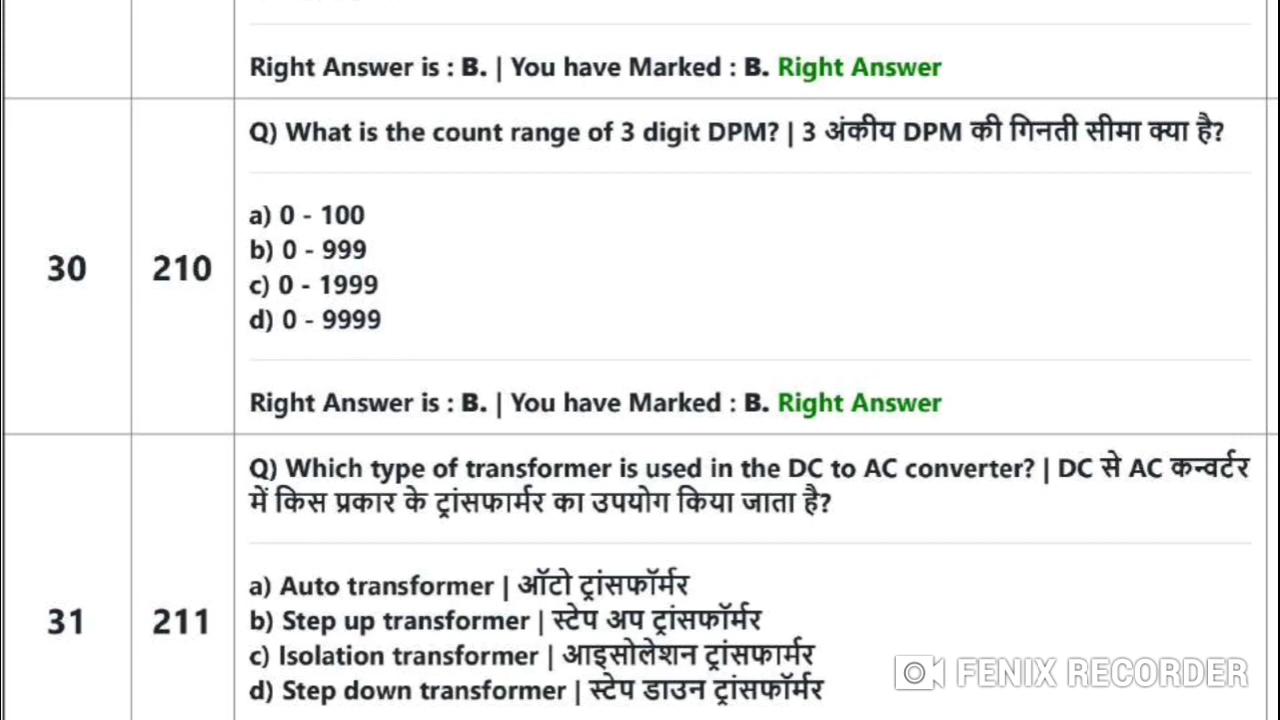 Right Answer is : B. | You have Marked : B. Right Answer
Q) What is the count range of 3 digit DPM? | 3 अंकीय DPM की गिनती सीमा क्या है?
a) 0 - 100
b) 0 - 999
30
210
c) 0 - 1999
d) 0 - 9999
Right Answer is : B. | You have Marked : B. Right Answer
Q) Which type of transformer is used in the DC to AC converter? | DC से AC कन्वर्टर
में किस प्रकार के ट्रांसफार्मर का उपयोग किया जाता है?
a) Auto transformer | ऑटो ट्रांसफॉर्मर
31
211
b) Step up transformer | स्टेप अप ट्रांसफॉर्मर
c) Isolation transformer | आइसोलेशन ट्रांसफार्मर
d) Step down transformer | स्टेप डाउन ट्रांसफॉर्मर
FENIX RECORDER